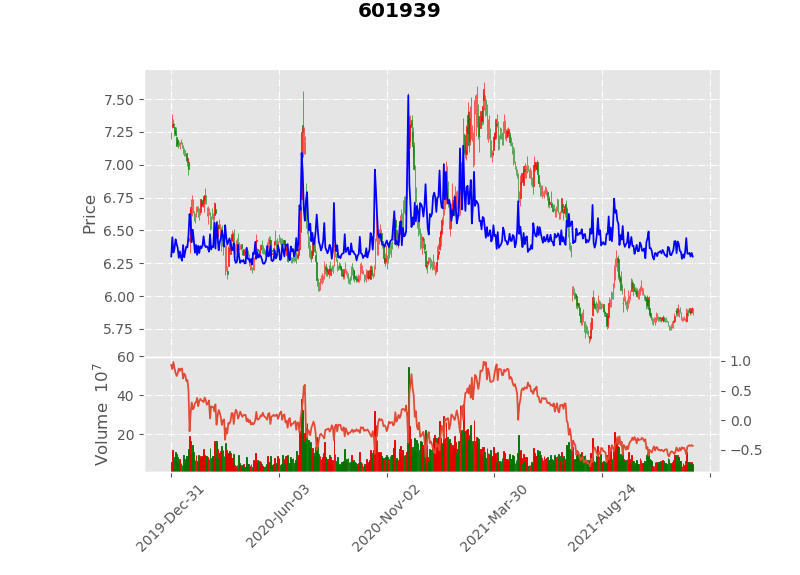 601939
7.50
7.25
7.00
6.75
6.50
6.25
6.00
5.75
Price
60
40
20
Volume 10^7
1.0
0.5
0.0
−0.5
2019-Dec-31
2020-Jun-03
2020-Nov-02
2021-Mar-30
2021-Aug-24